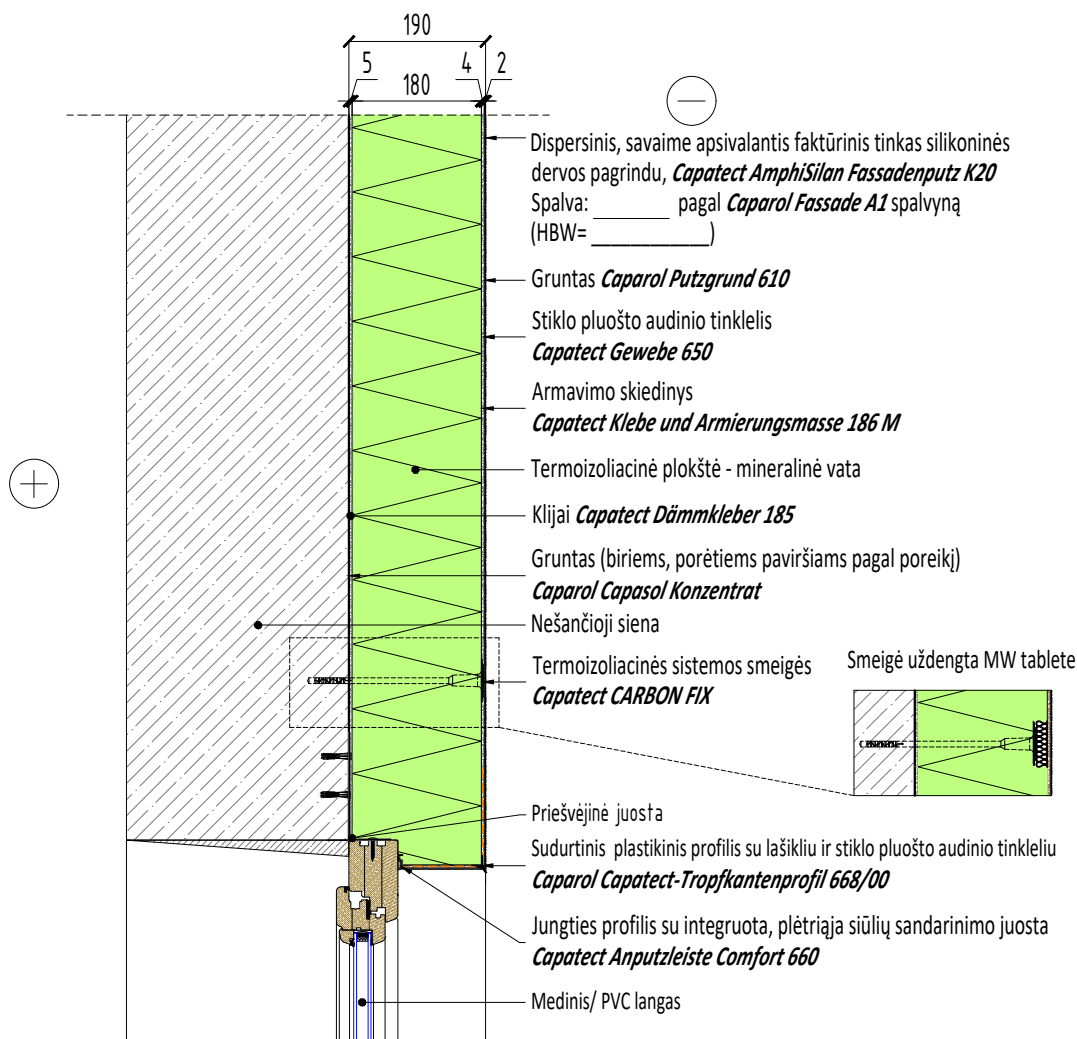 190
5 4 2
180
Dispersinis, savaime apsivalantis faktūrinis tinkas silikoninės
dervos pagrindu, Capatect AmphiSilan Fassadenputz K20
Spalva: ________ pagal Caparol Fassade A1 spalvyną
(HBW= ____________)
Gruntas Caparol Putzgrund 610
Stiklo pluošto audinio tinklelis
Capatect Gewebe 650
Armavimo skiedinys
Capatect Klebe und Armierungsmasse 186 M
Termoizoliacinė plokštė - mineralinė vata
Klijai Capatect Dämmkleber 185
Gruntas (biriems, porėtiems paviršiams pagal poreikį)
Caparol Capasol Konzentrat
Nešančioji siena
Termoizoliacinės sistemos smeigės
Capatect CARBON FIX
Smeigė uždengta MW tablete
Priešvėjinė juosta
Sudurtinis plastikinis profilis su lašikliu ir stiklo pluošto audinio tinkleliu
Caparol Capatect-Tropfkantenprofil 668/00
Jungties profilis su integruota, plėtriąja siūlių sandarinimo juosta
Capatect Anputzleiste Comfort 660
Medinis/ PVC langas